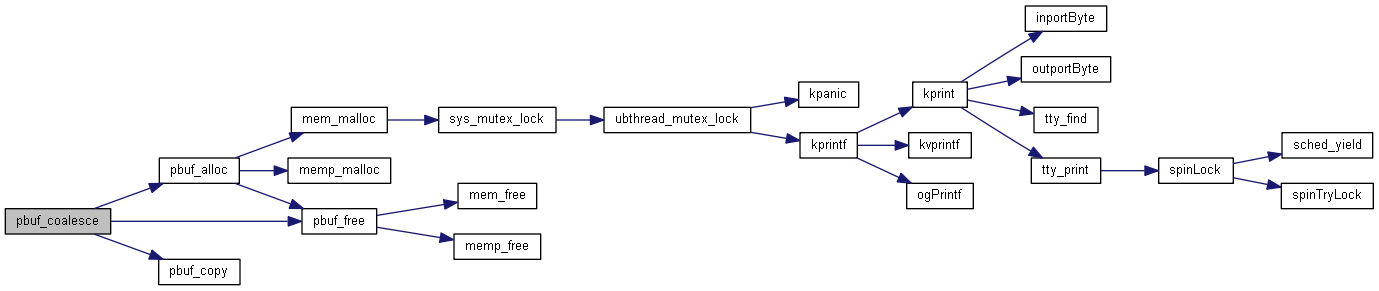 inportByte
outportByte
kpanic
kprint
mem_malloc
sys_mutex_lock
ubthread_mutex_lock
tty_find
kprintf
kvprintf
sched_yield
pbuf_alloc
memp_malloc
tty_print
spinLock
ogPrintf
mem_free
spinTryLock
pbuf_coalesce
pbuf_free
memp_free
pbuf_copy